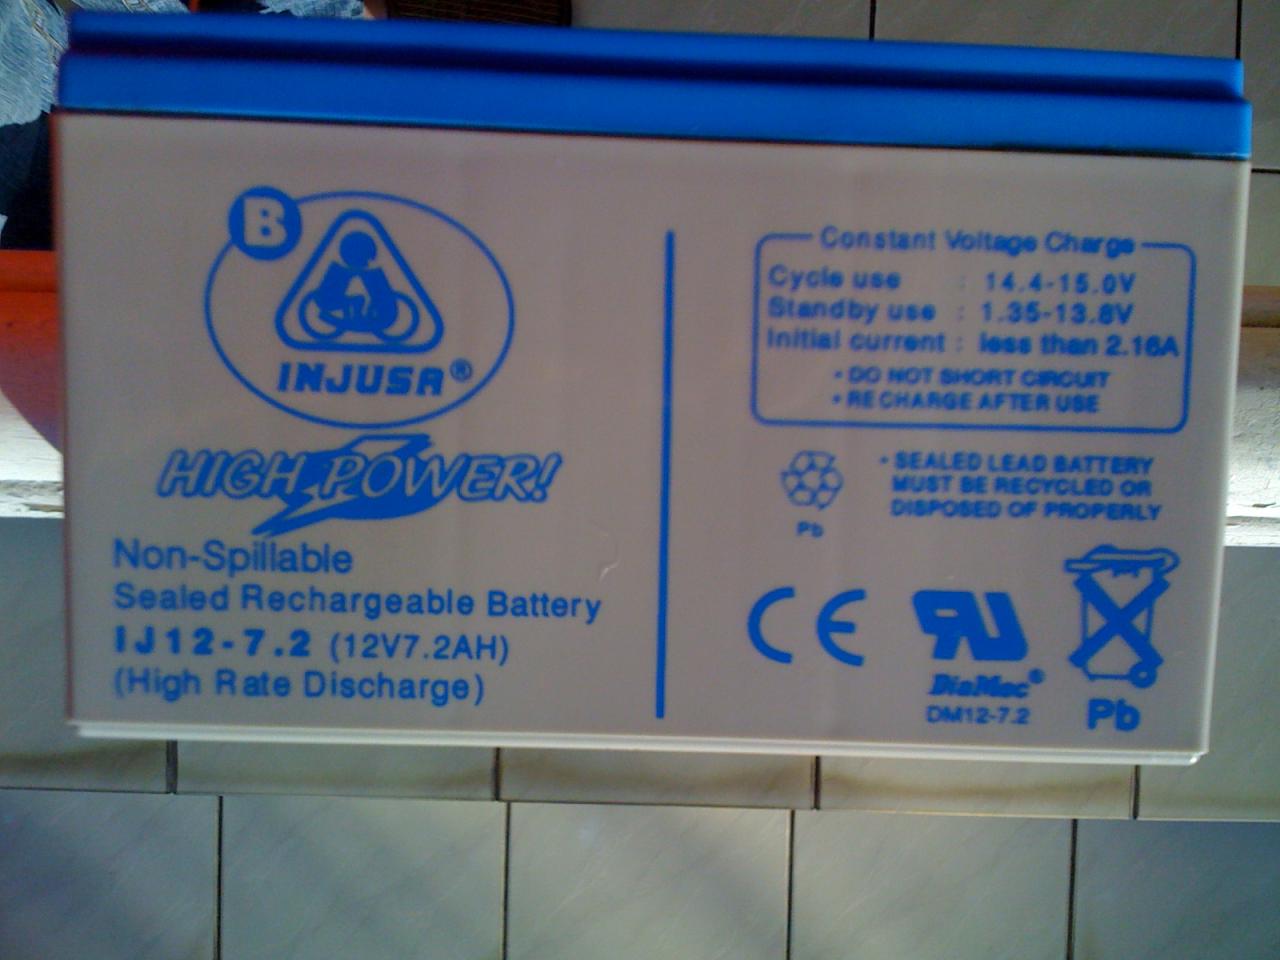 B
INJUSA®
HIGH POWER!
Non-Spillable
Sealed Rechargeable Battery
IJ12-7.2 (12V7.2AH)
(High Rate Discharge)
Constant Voltage Charge
Cycle use : 14.4-15.0V
Standby use : 1.35-13.8V
Initial current : less than 2.16A
• DO NOT SHORT CIRCUIT
• RECHARGE AFTER USE
Pb
• SEALED LEAD BATTERY
MUST BE RECYCLED OR
DISPOSED OF PROPERLY
CE
RU
DiaMec®
DM12-7.2
Pb